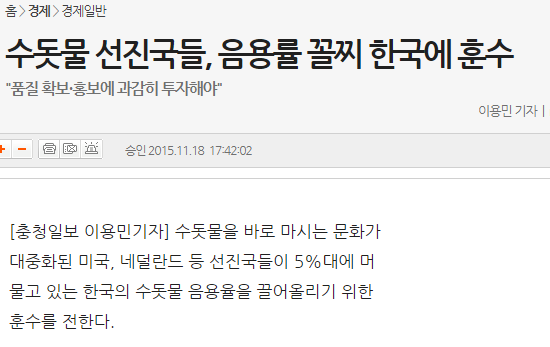 홈 > 경제 > 경제일반
수돗물 선진국들, 음용률 꼴찌 한국에 훈수
"품질 확보·홍보에 과감히 투자해야"
이용민 기자 |
승인 2015.11.18 17:42:02
[충청일보 이용민기자] 수돗물을 바로 마시는 문화가
대중화된 미국, 네덜란드 등 선진국들이 5%대에 머
물고 있는 한국의 수돗물 음용율을 끌어올리기 위한
훈수를 전한다.